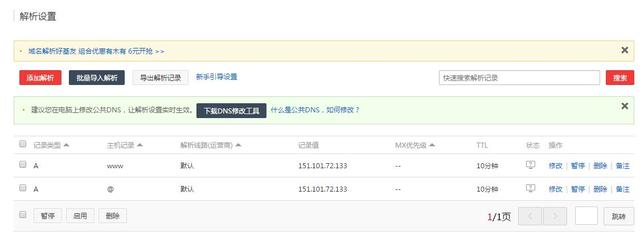 解析设置
域名解析好基友 组合优惠有木有 6元开抢 >>
添加解析 批量导入解析 导出解析记录 新手引导设置 快速搜索解析记录 搜索
建议您在电脑上修改公共DNS，让解析设置实时生效。 下载DNS修改工具 什么是公共DNS，如何修改？
记录类型 主机记录 解析线路(运营商) 记录值 MX优先级 TTL 状态 操作
A www 默认 151.101.72.133 -- 10分钟 修改 | 暂停 | 删除 | 备注
A @ 默认 151.101.72.133 -- 10分钟 修改 | 暂停 | 删除 | 备注
暂停 启用 删除 1/1页 跳转